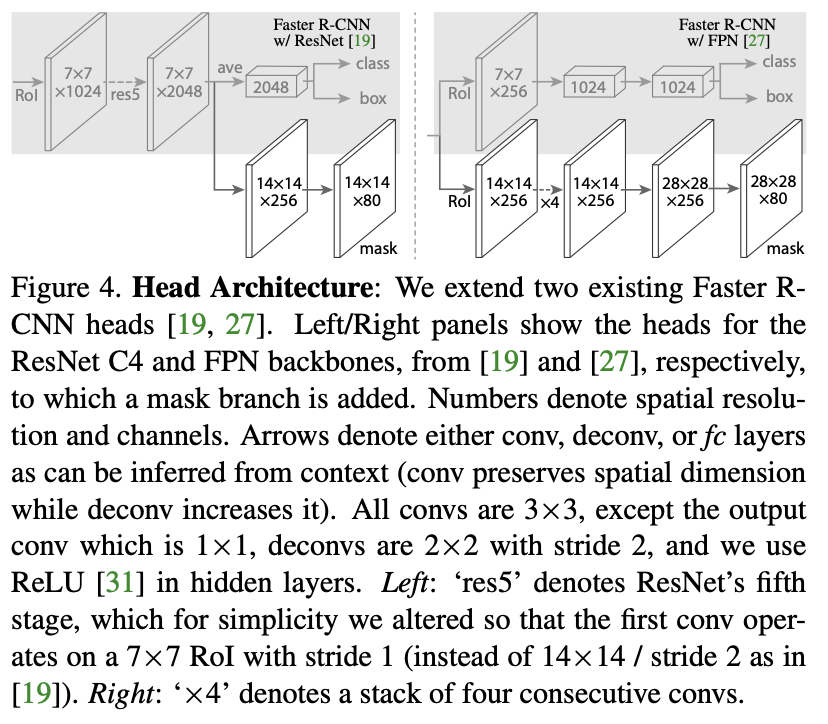 Faster R-CNN
w/ ResNet [19]
RoI
7×7
×1024
res5
7×7
×2048
ave
2048
class
box
14×14
×256
14×14
×80
mask
Faster R-CNN
w/ FPN [27]
RoI
7×7
×256
1024
1024
class
box
RoI
14×14
×256
×4
14×14
×256
28×28
×256
28×28
×80
mask
Figure 4. Head Architecture: We extend two existing Faster R-
CNN heads [19, 27]. Left/Right panels show the heads for the
ResNet C4 and FPN backbones, from [19] and [27], respectively,
to which a mask branch is added. Numbers denote spatial resolu-
tion and channels. Arrows denote either conv, deconv, or fc layers
as can be inferred from context (conv preserves spatial dimension
while deconv increases it). All convs are 3×3, except the output
conv which is 1×1, deconvs are 2×2 with stride 2, and we use
ReLU [31] in hidden layers. Left: ‘res5’ denotes ResNet’s fifth
stage, which for simplicity we altered so that the first conv oper-
ates on a 7×7 RoI with stride 1 (instead of 14×14 / stride 2 as in
[19]). Right: ‘×4’ denotes a stack of four consecutive convs.